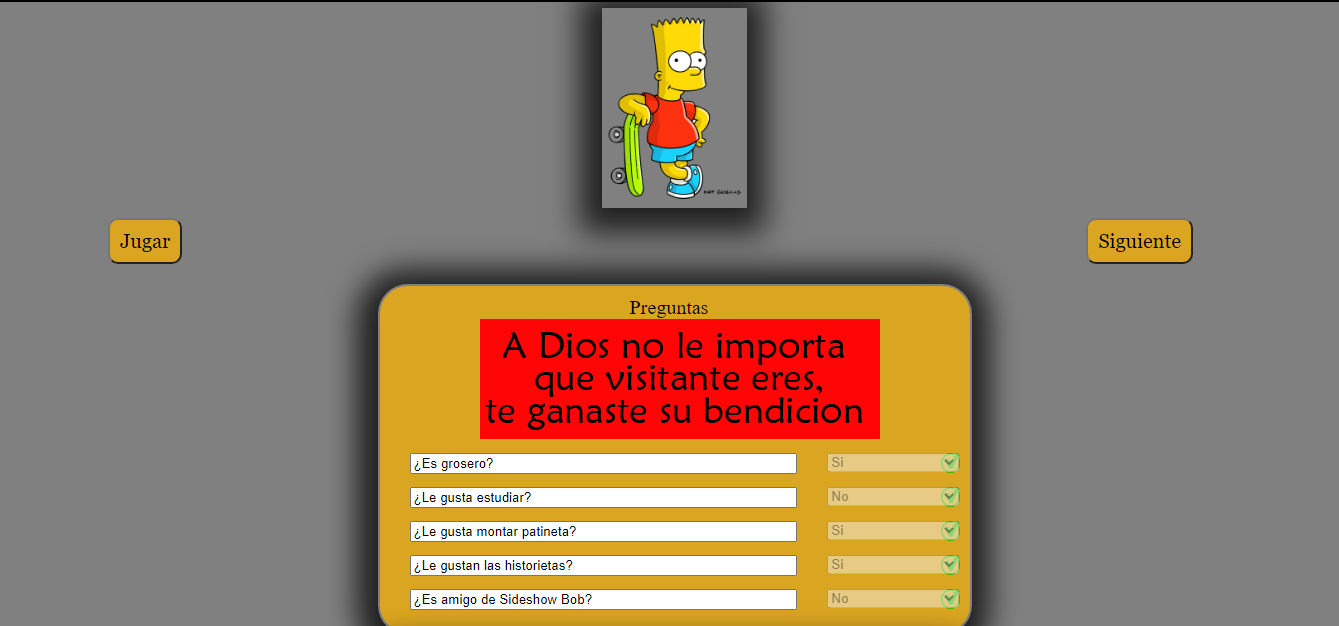 Jugar
Siguiente
Preguntas
A Dios no le importa
que visitante eres,
te ganaste su bendicion
¿Es grosero? Si
¿Le gusta estudiar? No
¿Le gusta montar patineta? Si
¿Le gustan las historietas? Si
¿Es amigo de Sideshow Bob? No